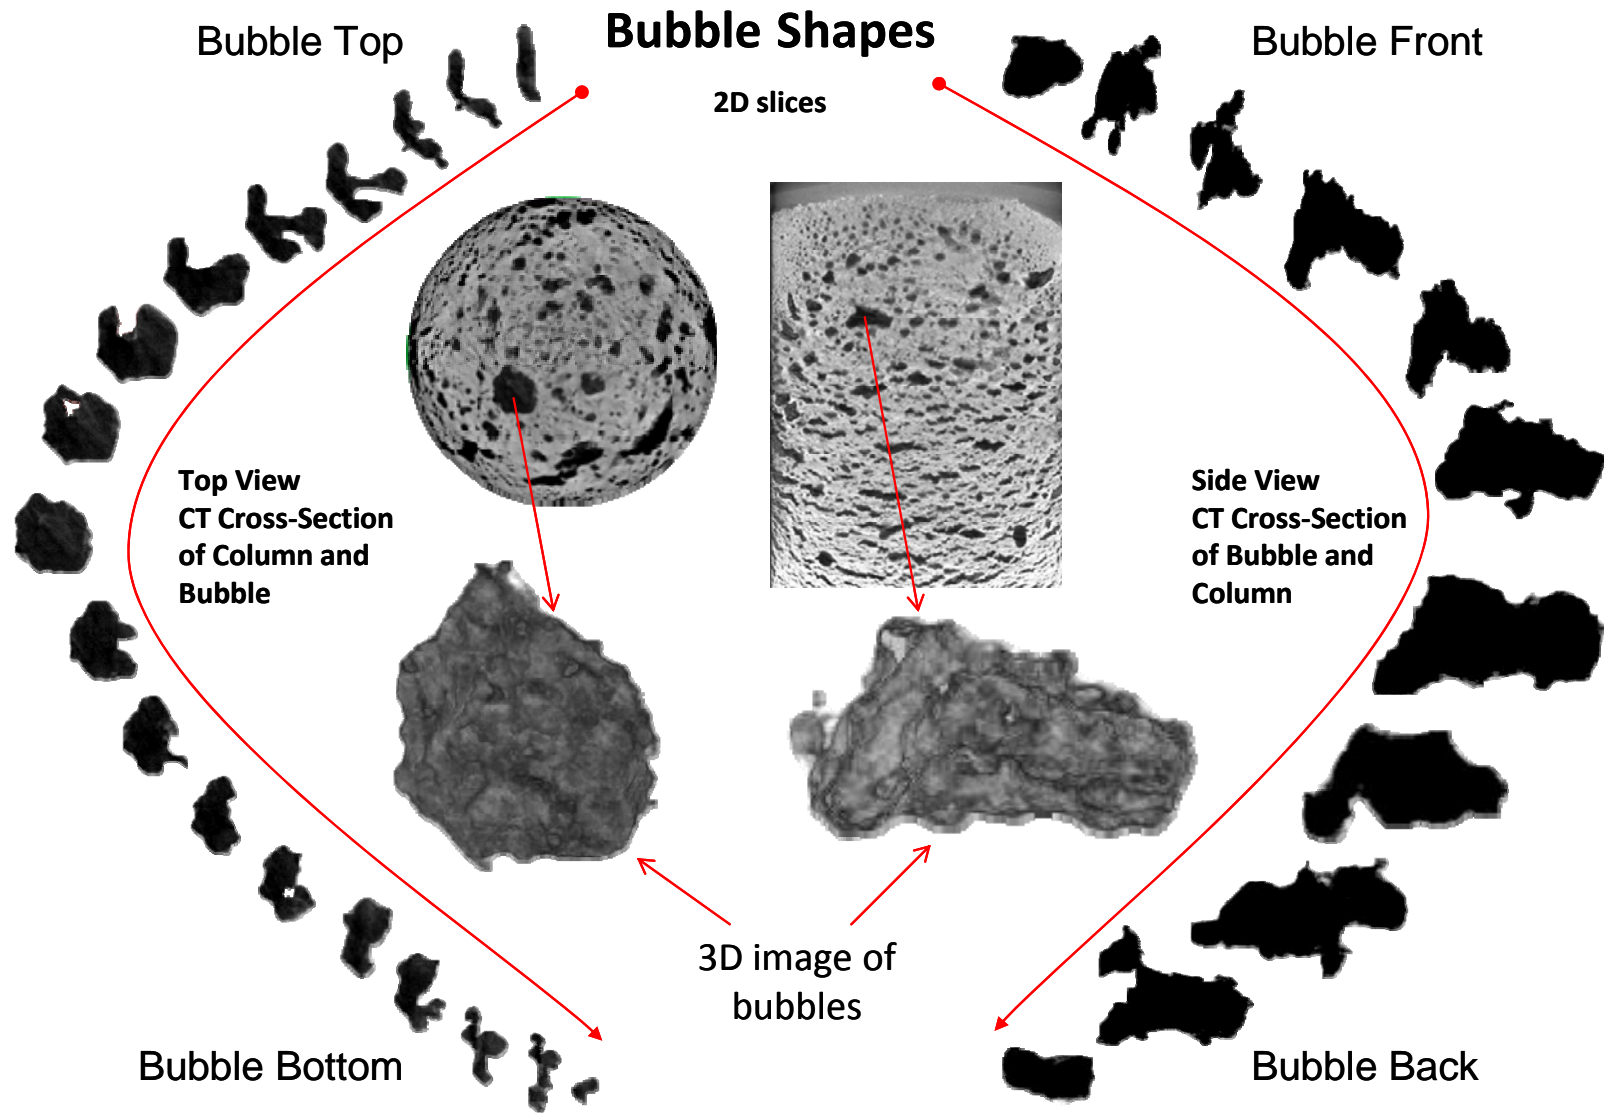 Bubble Shapes
Bubble Top
Bubble Front
2D slices
Top View
CT Cross-Section
of Column and
Bubble
Side View
CT Cross-Section
of Bubble and
Column
3D image of
bubbles
Bubble Bottom
Bubble Back